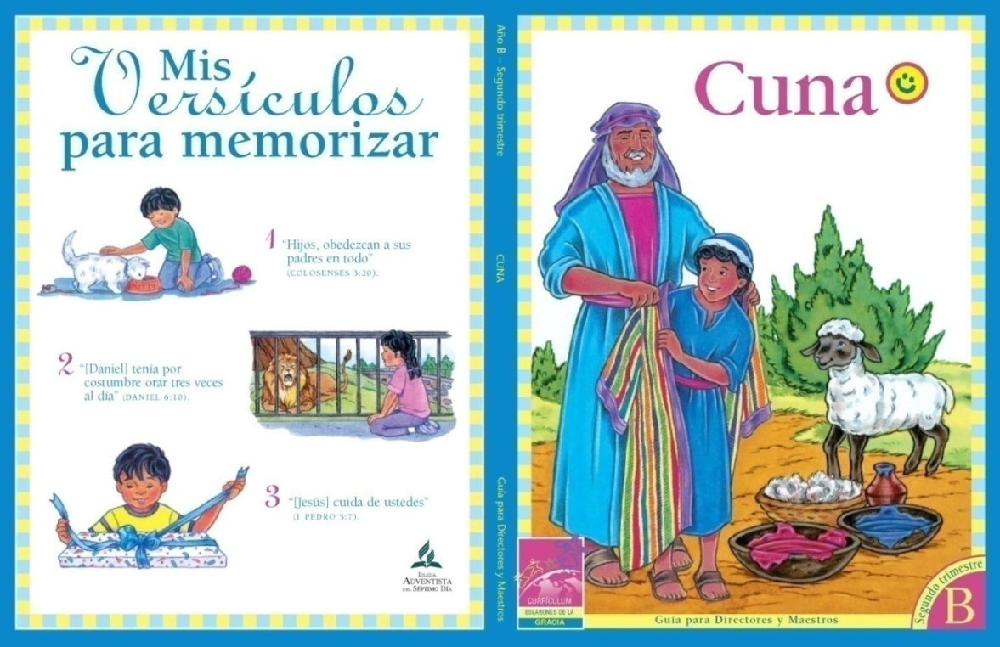 Mis
Versículos
para memorizar
1 “Hijos, obedezcan a sus
padres en todo”
(COLOSENSES 3:20).
KITTY
2 “[Daniel] tenía por
costumbre orar tres veces
al día” (DANIEL 6:10).
3 “[Jesús] cuida de ustedes”
(1 PEDRO 5:7).
IGLESIA
ADVENTISTA
DEL SÉPTIMO DÍA
Año B – Segundo trimestre
CUNA
Guía para Directores y Maestros
Cuna
CURRÍCULUM
ESLABONES DE LA
GRACIA
Guía para Directores y Maestros
Segundo trimestre
B